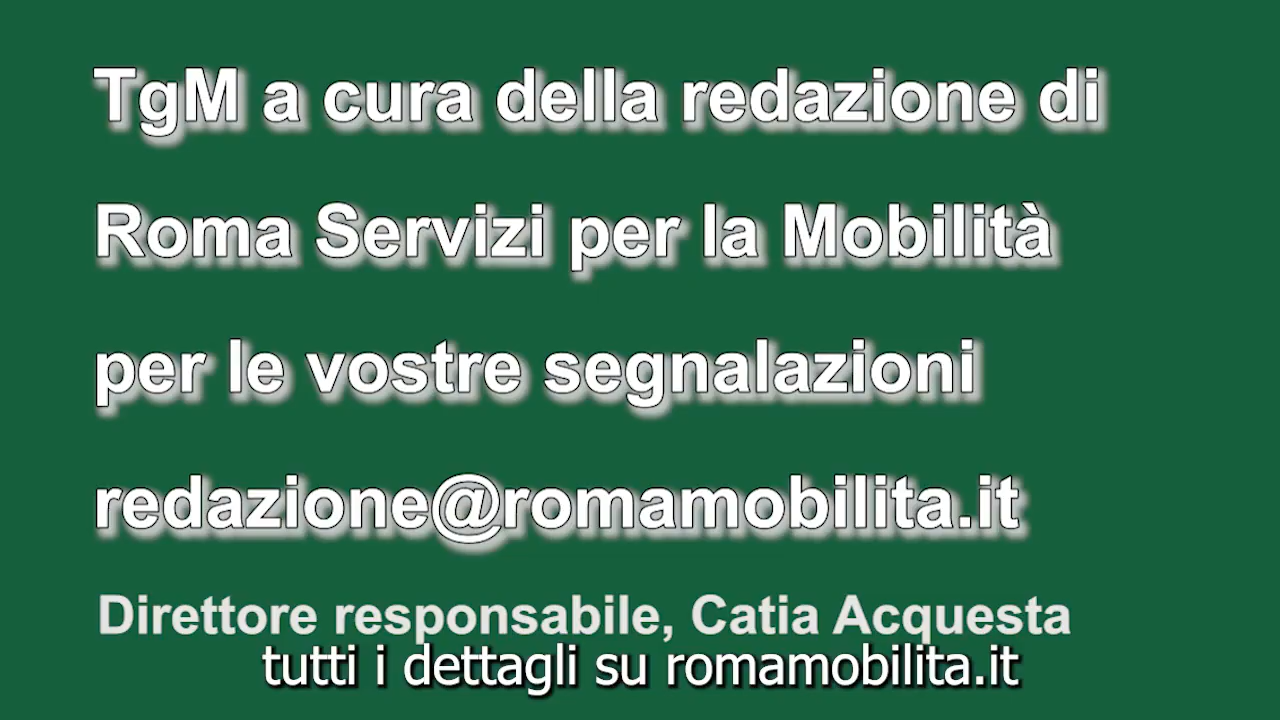 TgM a cura della redazione di
Roma Servizi per la Mobilità
per le vostre segnalazioni
redazione@romamobilita.it
Direttore responsabile, Catia Acquesta
tutti i dettagli su romamobilita.it